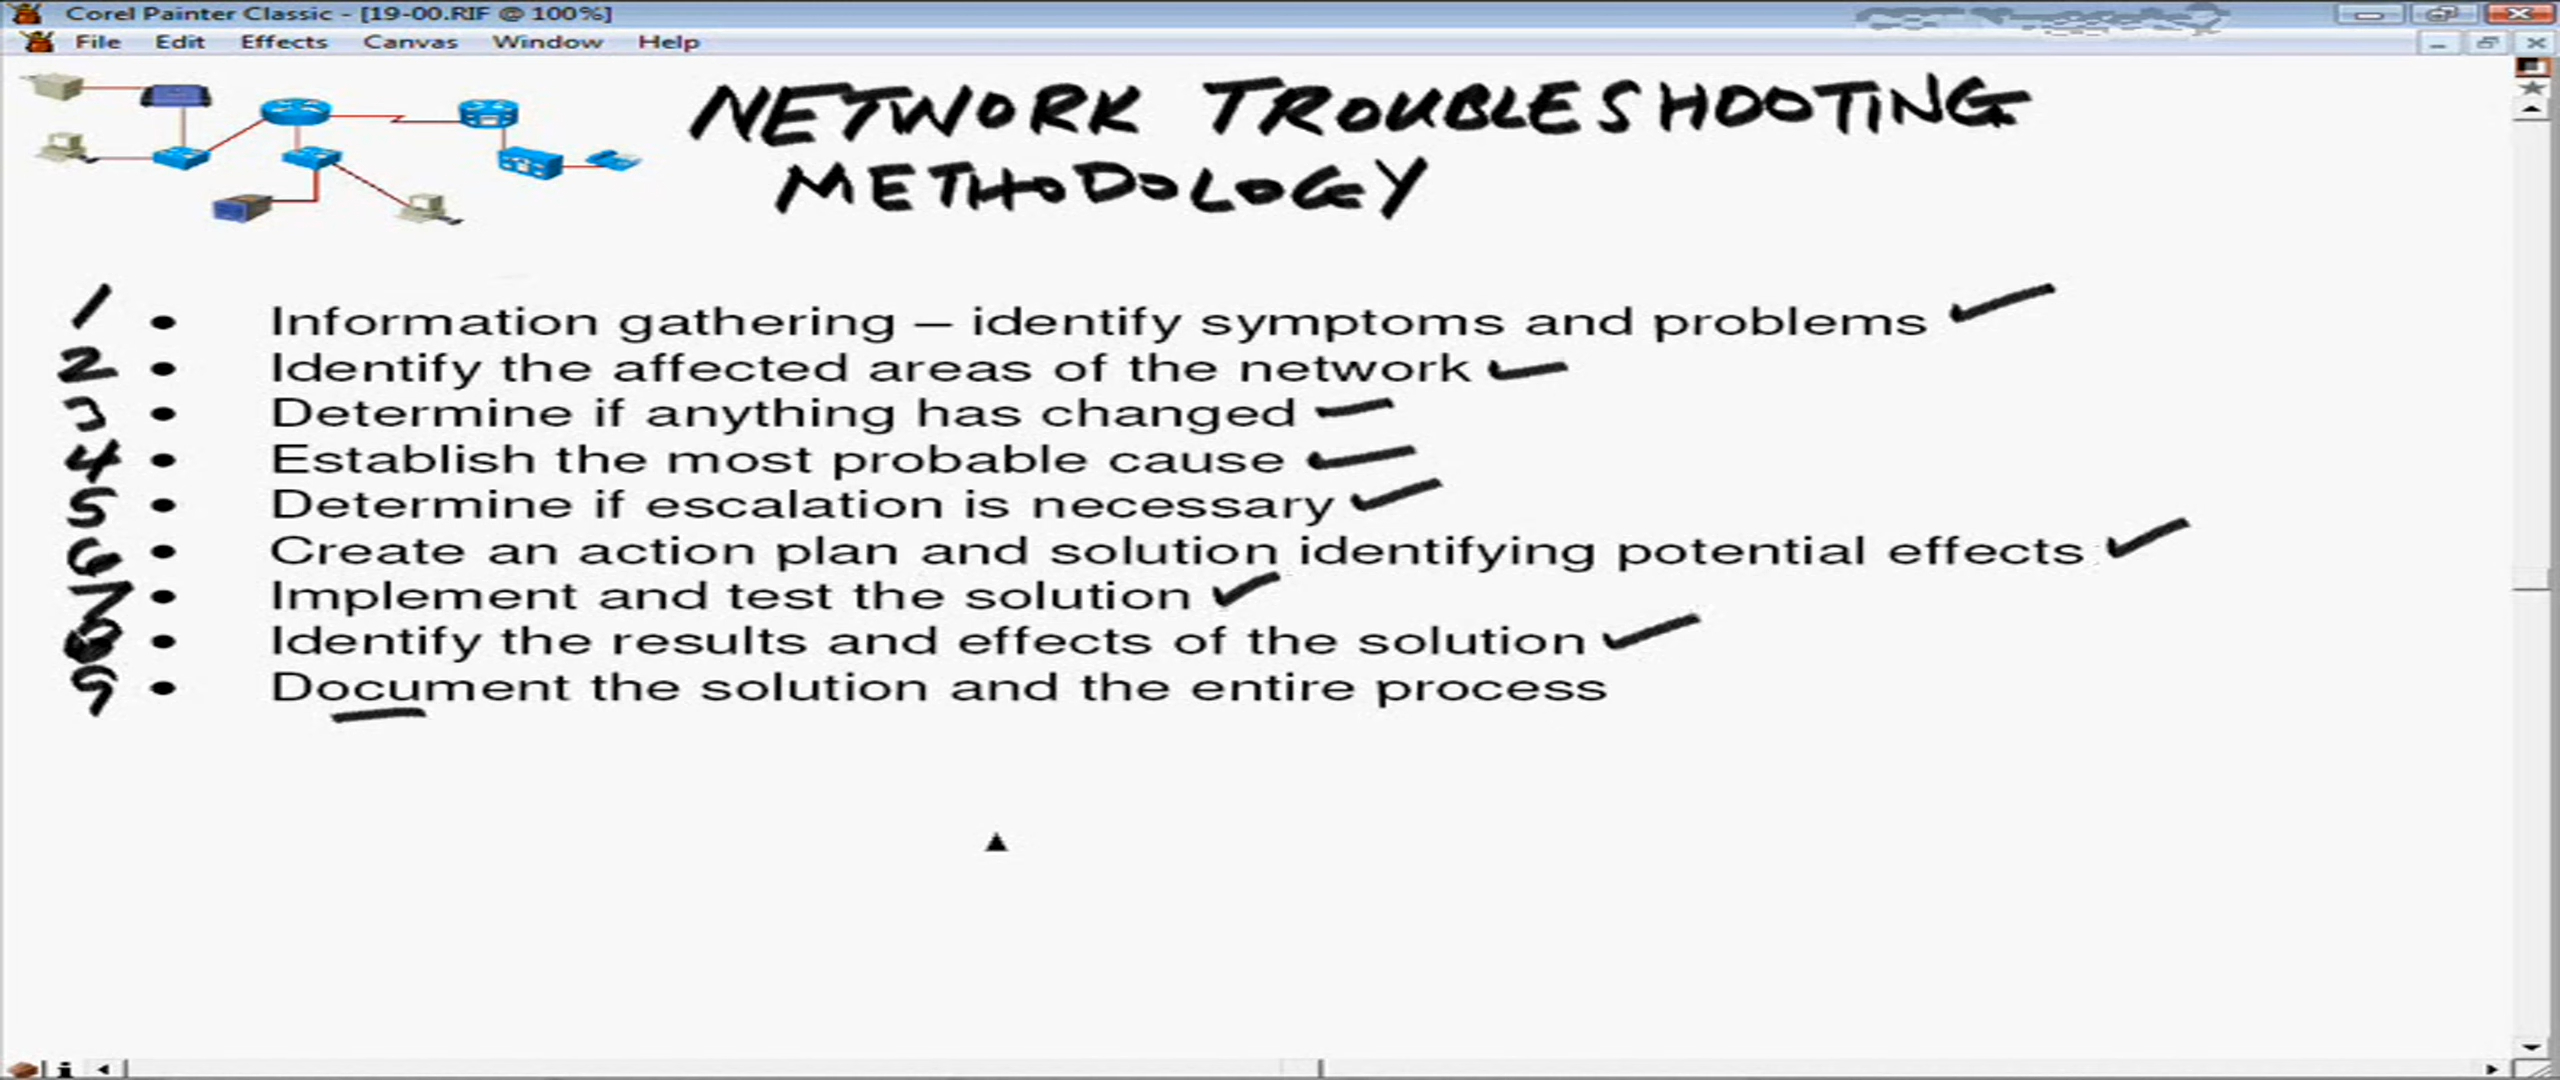 Corel Painter Classic - [19-00.RIF @ 100%]
File Edit Effects Canvas Window Help
NETWORK TROUBLESHOOTING
METHODOLOGY
1 • Information gathering – identify symptoms and problems
2 • Identify the affected areas of the network
3 • Determine if anything has changed
4 • Establish the most probable cause
5 • Determine if escalation is necessary
6 • Create an action plan and solution identifying potential effects
7 • Implement and test the solution
8 • Identify the results and effects of the solution
9 • Document the solution and the entire process